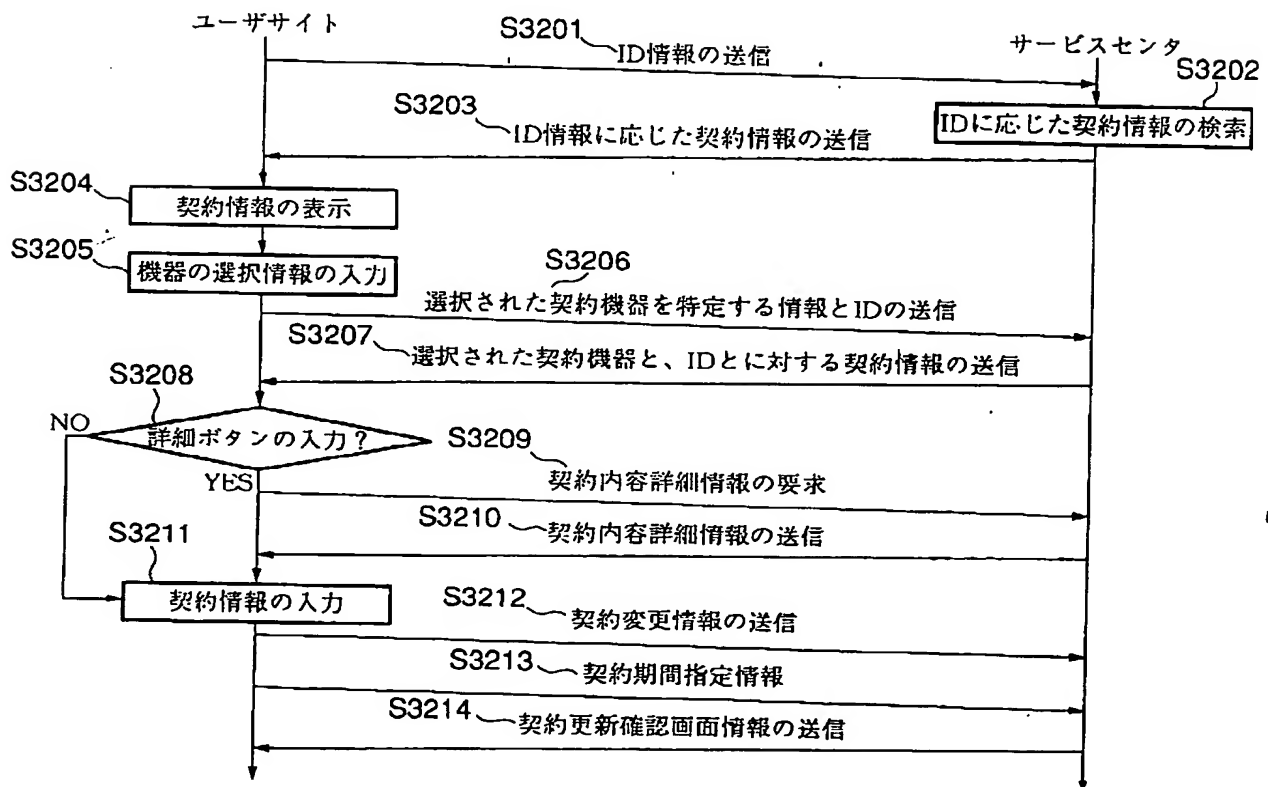 ユーザサイト
S3201
ID情報の送信
サービスセンタ
S3202
IDに応じた契約情報の検索
S3203
ID情報に応じた契約情報の送信
S3204
契約情報の表示
S3205
機器の選択情報の入力
S3206
選択された契約機器を特定する情報とIDの送信
S3207
選択された契約機器と、IDとに対する契約情報の送信
S3208
NO
詳細ボタンの入力?
YES
S3209
契約内容詳細情報の要求
S3210
契約内容詳細情報の送信
S3211
契約情報の入力
S3212
契約変更情報の送信
S3213
契約期間指定情報
S3214
契約更新確認画面情報の送信